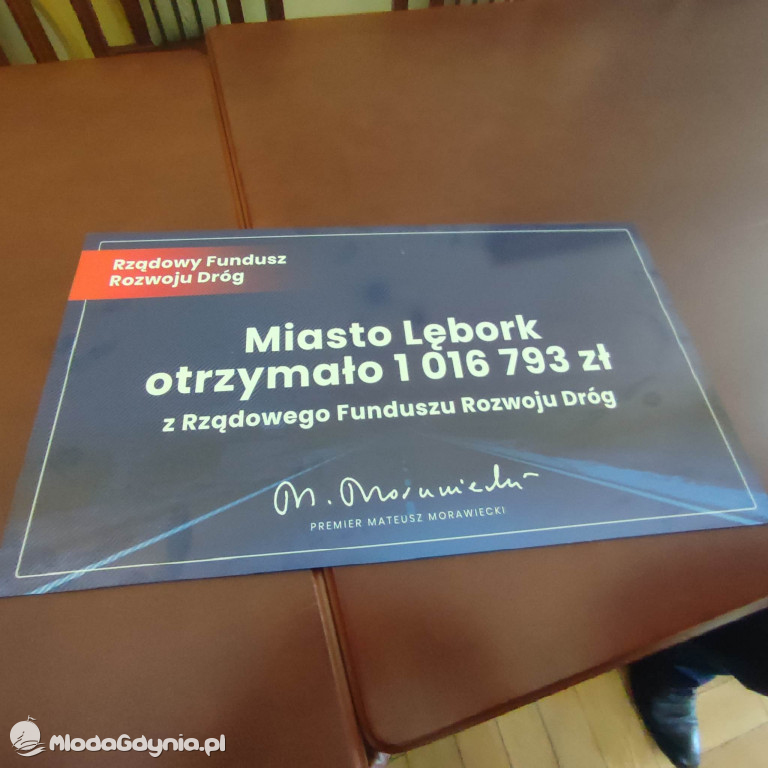 Rządowy Fundusz
Rozwoju Dróg
Miasto Lębork
otrzymało 1 016 793 zł
z Rządowego Funduszu Rozwoju Dróg
M. Morawiecki
PREMIER MATEUSZ MORAWIECKI
MlodaGdynia.pl